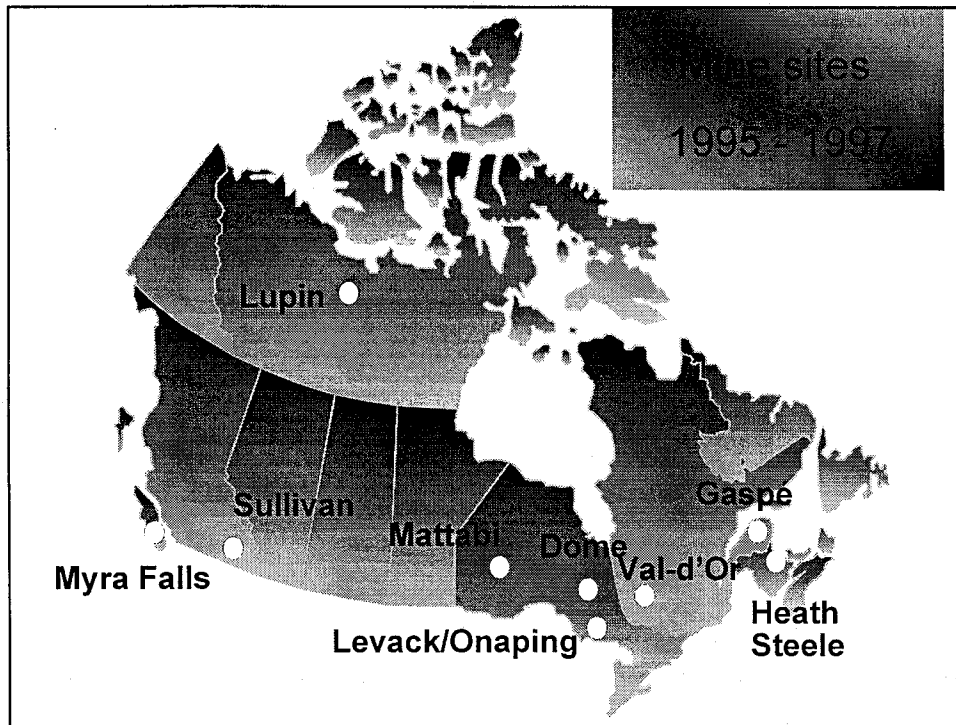 Mine sites
1995 - 1997
Lupin
Sullivan
Gaspe
Mattabi
Dome
Val-d'Or
Myra Falls
Heath
Steele
Levack/Onaping